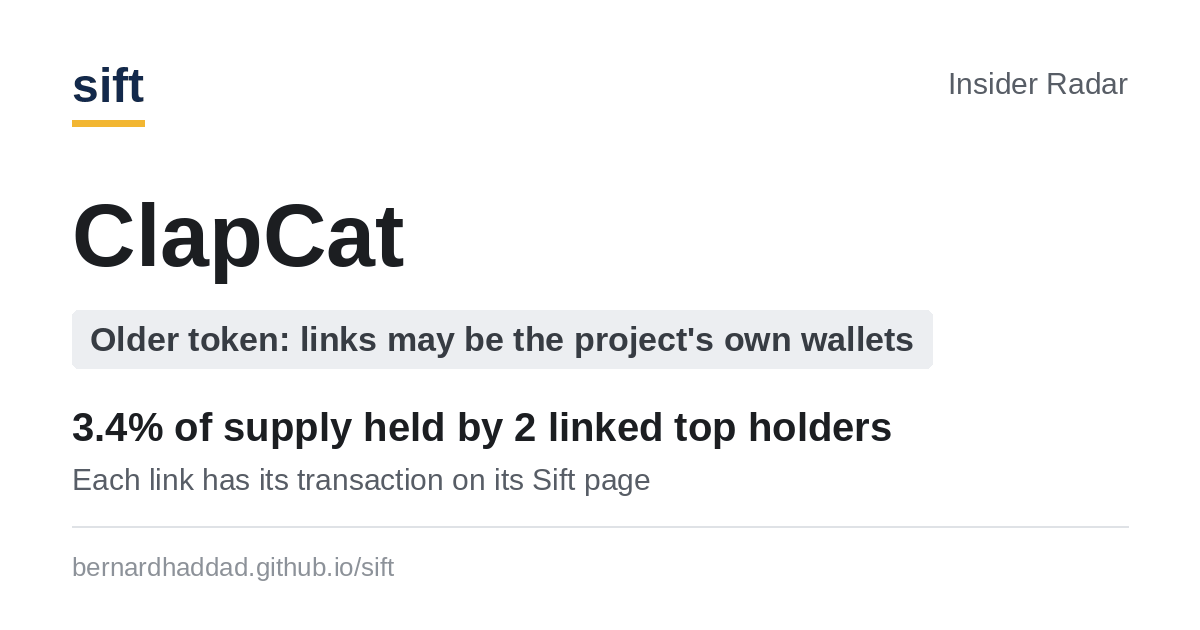 sift
Insider Radar
ClapCat
Older token: links may be the project's own wallets
3.4% of supply held by 2 linked top holders
Each link has its transaction on its Sift page
bernardhaddad.github.io/sift